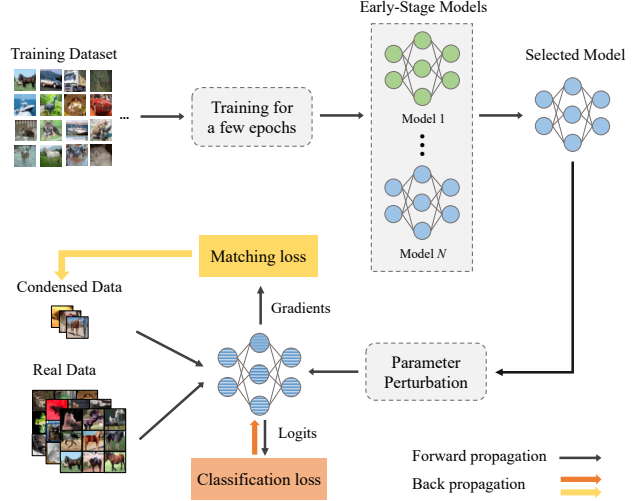 Early-Stage Models
Training Dataset
Selected Model
...
Training for
a few epochs
Model 1
Model N
Matching loss
Condensed Data
Gradients
Real Data
Parameter
Perturbation
Logits
Classification loss
Forward propagation
Back propagation